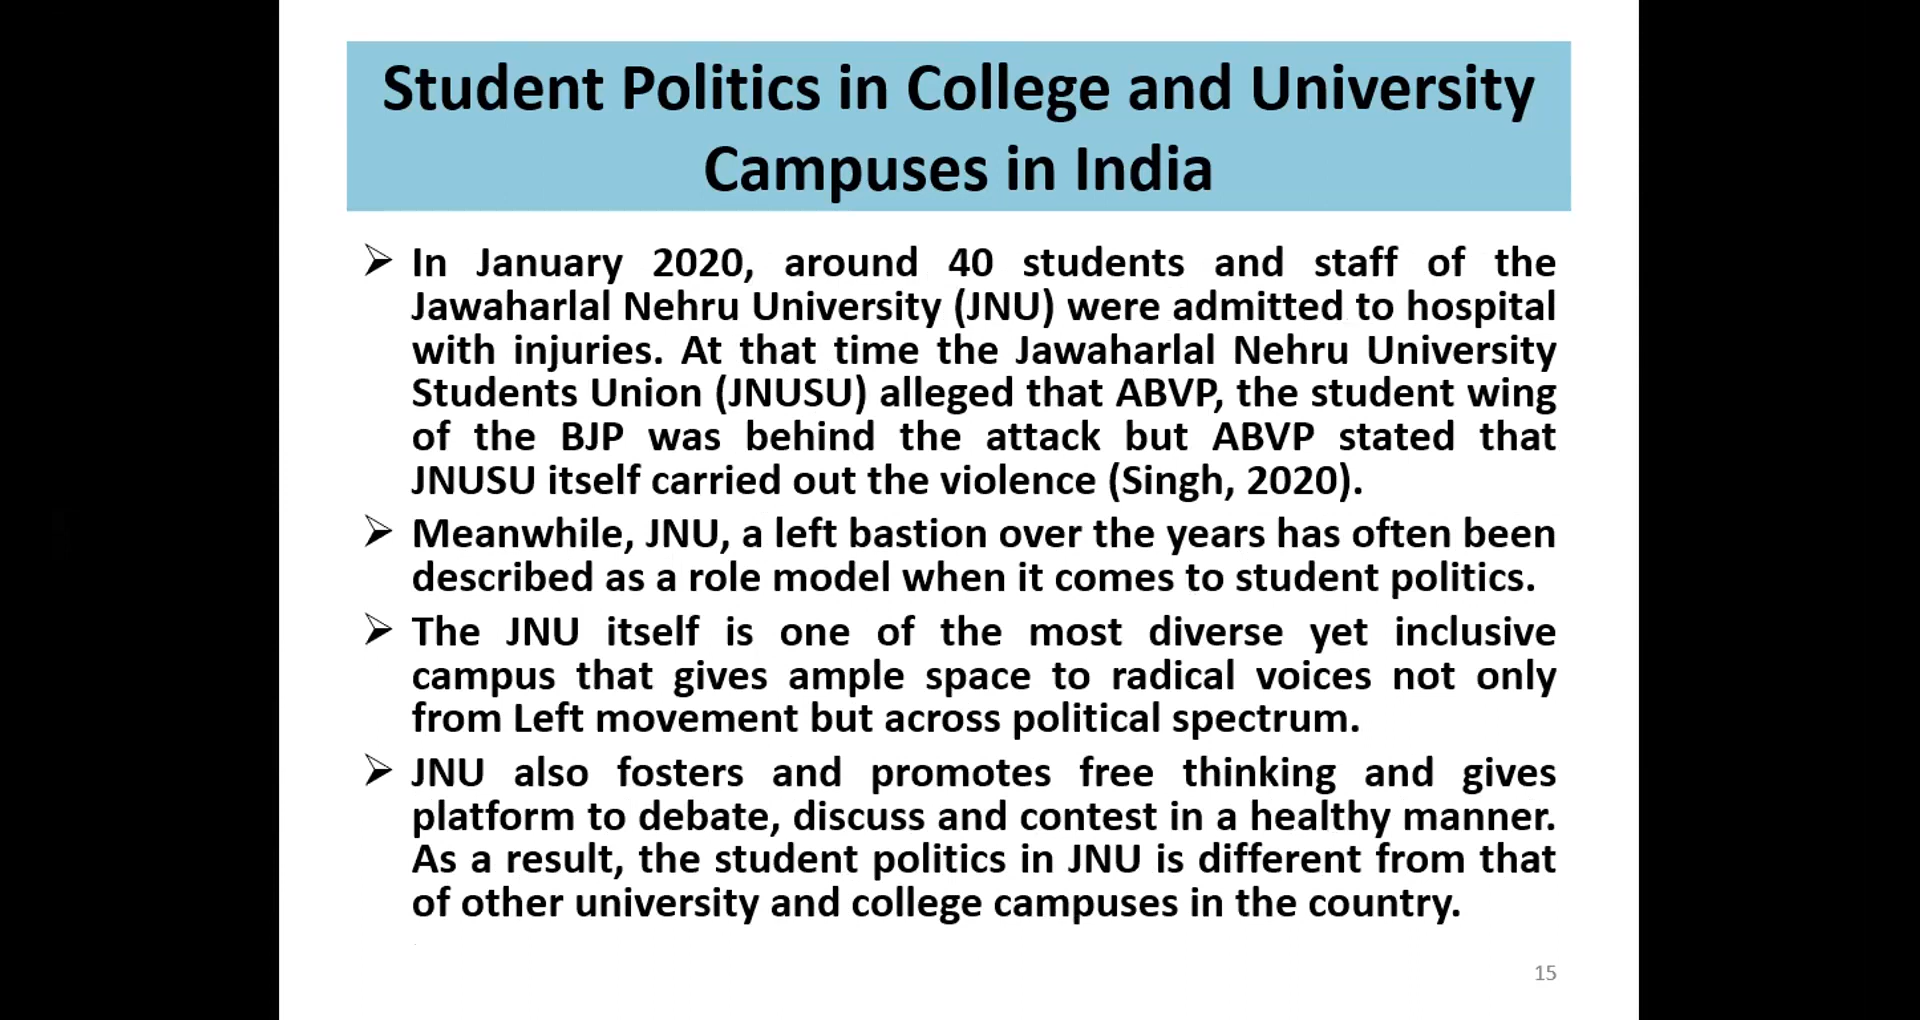 Student Politics in College and University
Campuses in India
➢ In January 2020, around 40 students and staff of the
Jawaharlal Nehru University (JNU) were admitted to hospital
with injuries. At that time the Jawaharlal Nehru University
Students Union (JNUSU) alleged that ABVP, the student wing
of the BJP was behind the attack but ABVP stated that
JNUSU itself carried out the violence (Singh, 2020).
➢ Meanwhile, JNU, a left bastion over the years has often been
described as a role model when it comes to student politics.
➢ The JNU itself is one of the most diverse yet inclusive
campus that gives ample space to radical voices not only
from Left movement but across political spectrum.
➢ JNU also fosters and promotes free thinking and gives
platform to debate, discuss and contest in a healthy manner.
As a result, the student politics in JNU is different from that
of other university and college campuses in the country.
15